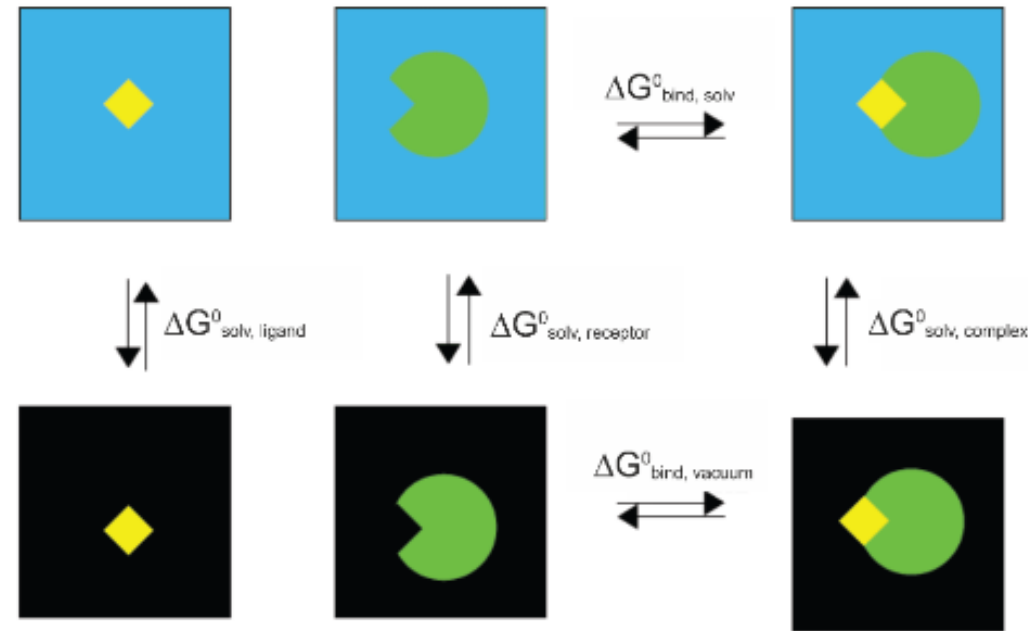 ΔG⁰bind, solv
ΔG⁰solv, ligand
ΔG⁰solv, receptor
ΔG⁰solv, complex
ΔG⁰bind, vacuum